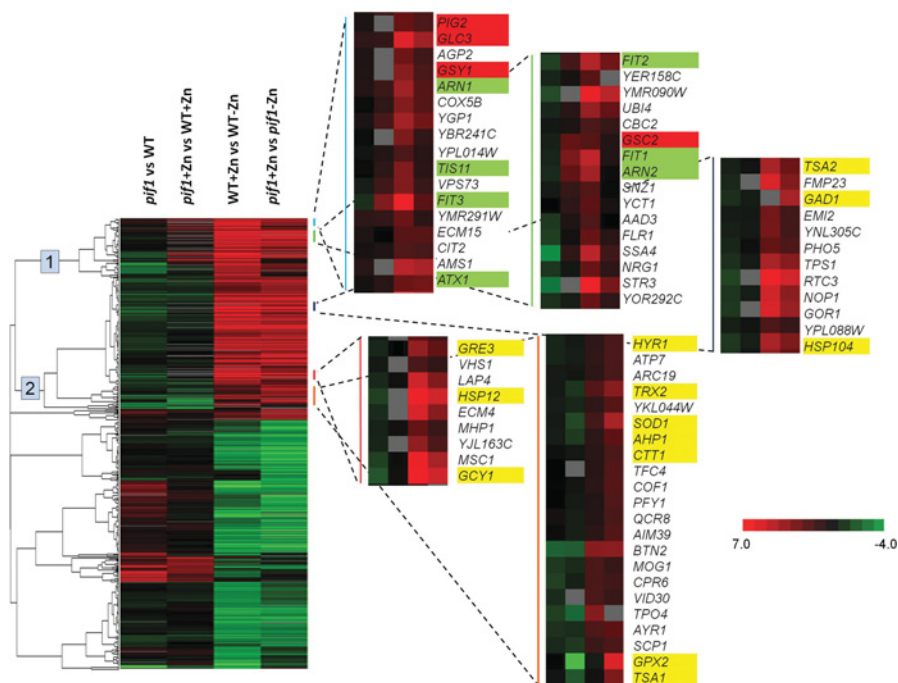 pif1 vs WT
pif1+Zn vs WT+Zn
WT+Zn vs WT-Zn
pif1+Zn vs pif1-Zn
1
2
PIG2
GLC3
AGP2
GSY1
ARN1
COX5B
YGP1
YBR241C
YPL014W
TIS11
VPS73
FIT3
YMR291W
ECM15
CIT2
AMS1
ATX1
FIT2
YER158C
YMR090W
UBI4
CBC2
GSC2
FIT1
ARN2
SNZ1
YCT1
AAD3
FLR1
SSA4
NRG1
STR3
YOR292C
TSA2
FMP23
GAD1
EMI2
YNL305C
PHO5
TPS1
RTC3
NOP1
GOR1
YPL088W
HSP104
GRE3
VHS1
LAP4
HSP12
ECM4
MHP1
YJL163C
MSC1
GCY1
HYR1
ATP7
ARC19
TRX2
YKL044W
SOD1
AHP1
CTT1
TFC4
COF1
PFY1
QCR8
AIM39
BTN2
MOG1
CPR6
VID30
TPO4
AYR1
SCP1
GPX2
TSA1
7.0 -4.0